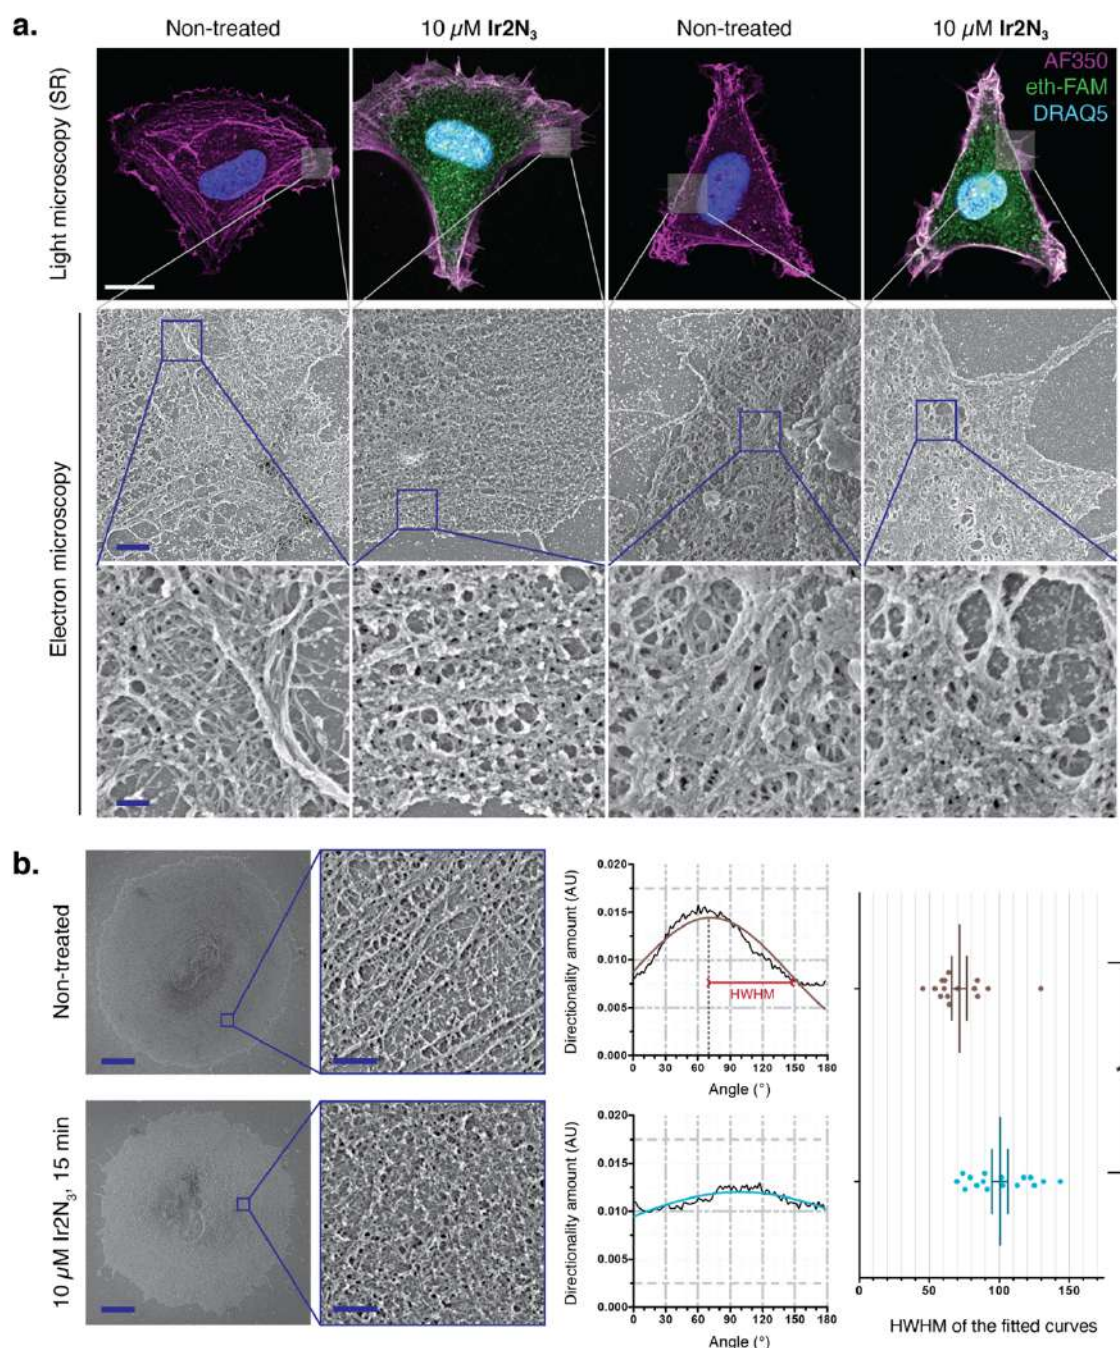 a.
Non-treated
10 µM Ir2N3
Non-treated
10 µM Ir2N3
Light microscopy (SR)
AF350
eth-FAM
DRAQ5
Electron microscopy
b.
Non-treated
10 µM Ir2N3, 15 min
Directionality amount (AU)
0.020
0.015
0.010
0.005
0.000
HWHM
0 30 60 90 120 150 180
Angle (°)
Directionality amount (AU)
0.020
0.015
0.010
0.005
0.000
0 30 60 90 120 150 180
Angle (°)
0 50 100 150
HWHM of the fitted curves